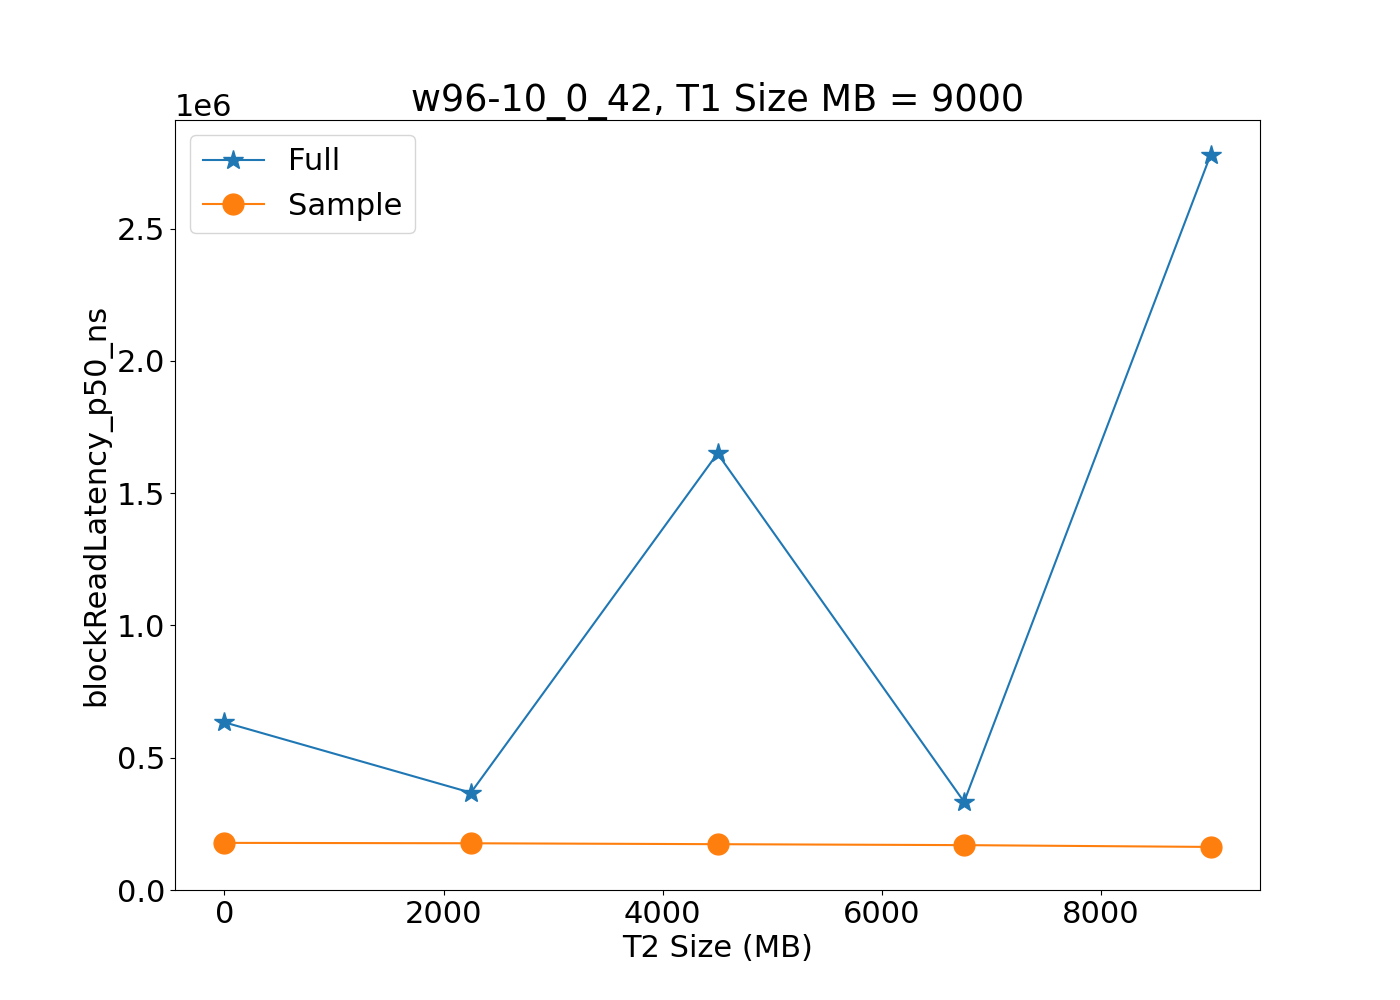 w96-10_0_42, T1 Size MB = 9000
1e6
Full
Sample
2.5
2.0
1.5
1.0
0.5
0.0
blockReadLatency_p50_ns
0 2000 4000 6000 8000
T2 Size (MB)